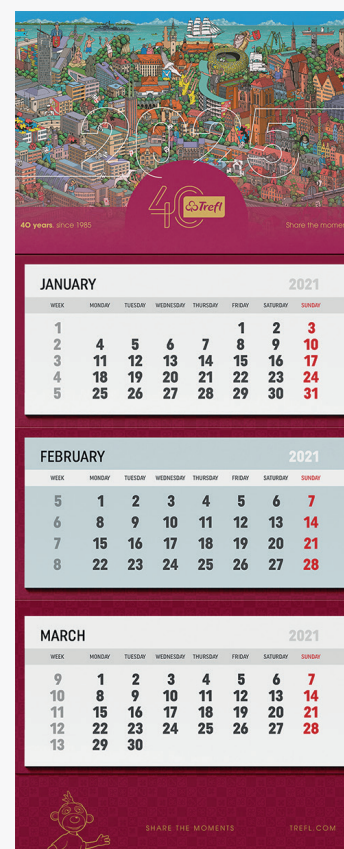 2025
40 Trefl
40 years. since 1985 Share the momen
JANUARY 2021
WEEK MONDAY TUESDAY WEDNESDAY THURSDAY FRIDAY SATURDAY SUNDAY
1 1 2 3
2 4 5 6 7 8 9 10
3 11 12 13 14 15 16 17
4 18 19 20 21 22 23 24
5 25 26 27 28 29 30 31
FEBRUARY 2021
WEEK MONDAY TUESDAY WEDNESDAY THURSDAY FRIDAY SATURDAY SUNDAY
5 1 2 3 4 5 6 7
6 8 9 10 11 12 13 14
7 15 16 17 18 19 20 21
8 22 23 24 25 26 27 28
MARCH 2021
WEEK MONDAY TUESDAY WEDNESDAY THURSDAY FRIDAY SATURDAY SUNDAY
9 1 2 3 4 5 6 7
10 8 9 10 11 12 13 14
11 15 16 17 18 19 20 21
12 22 23 24 25 26 27 28
13 29 30
SHARE THE MOMENTS TREFL.COM